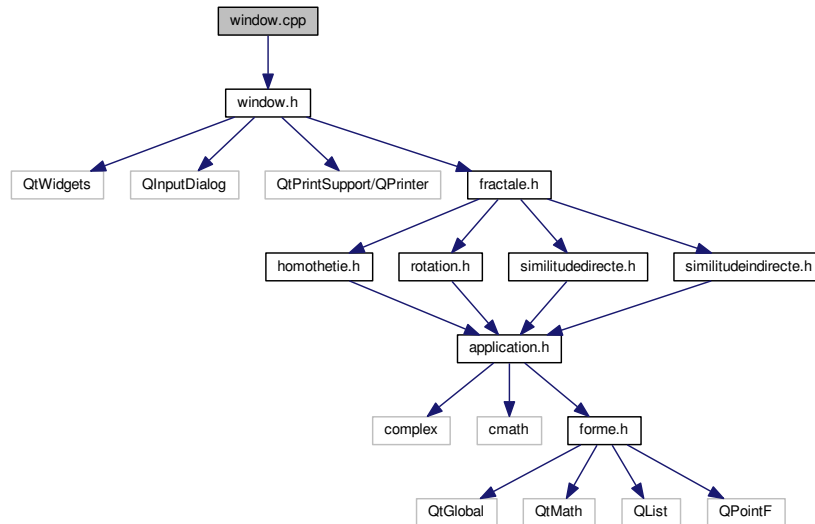 window.cpp
window.h
QtWidgets
QInputDialog
QtPrintSupport/QPrinter
fractale.h
homothetie.h
rotation.h
similitudedirecte.h
similitudeindirecte.h
application.h
complex
cmath
forme.h
QtGlobal
QtMath
QList
QPointF